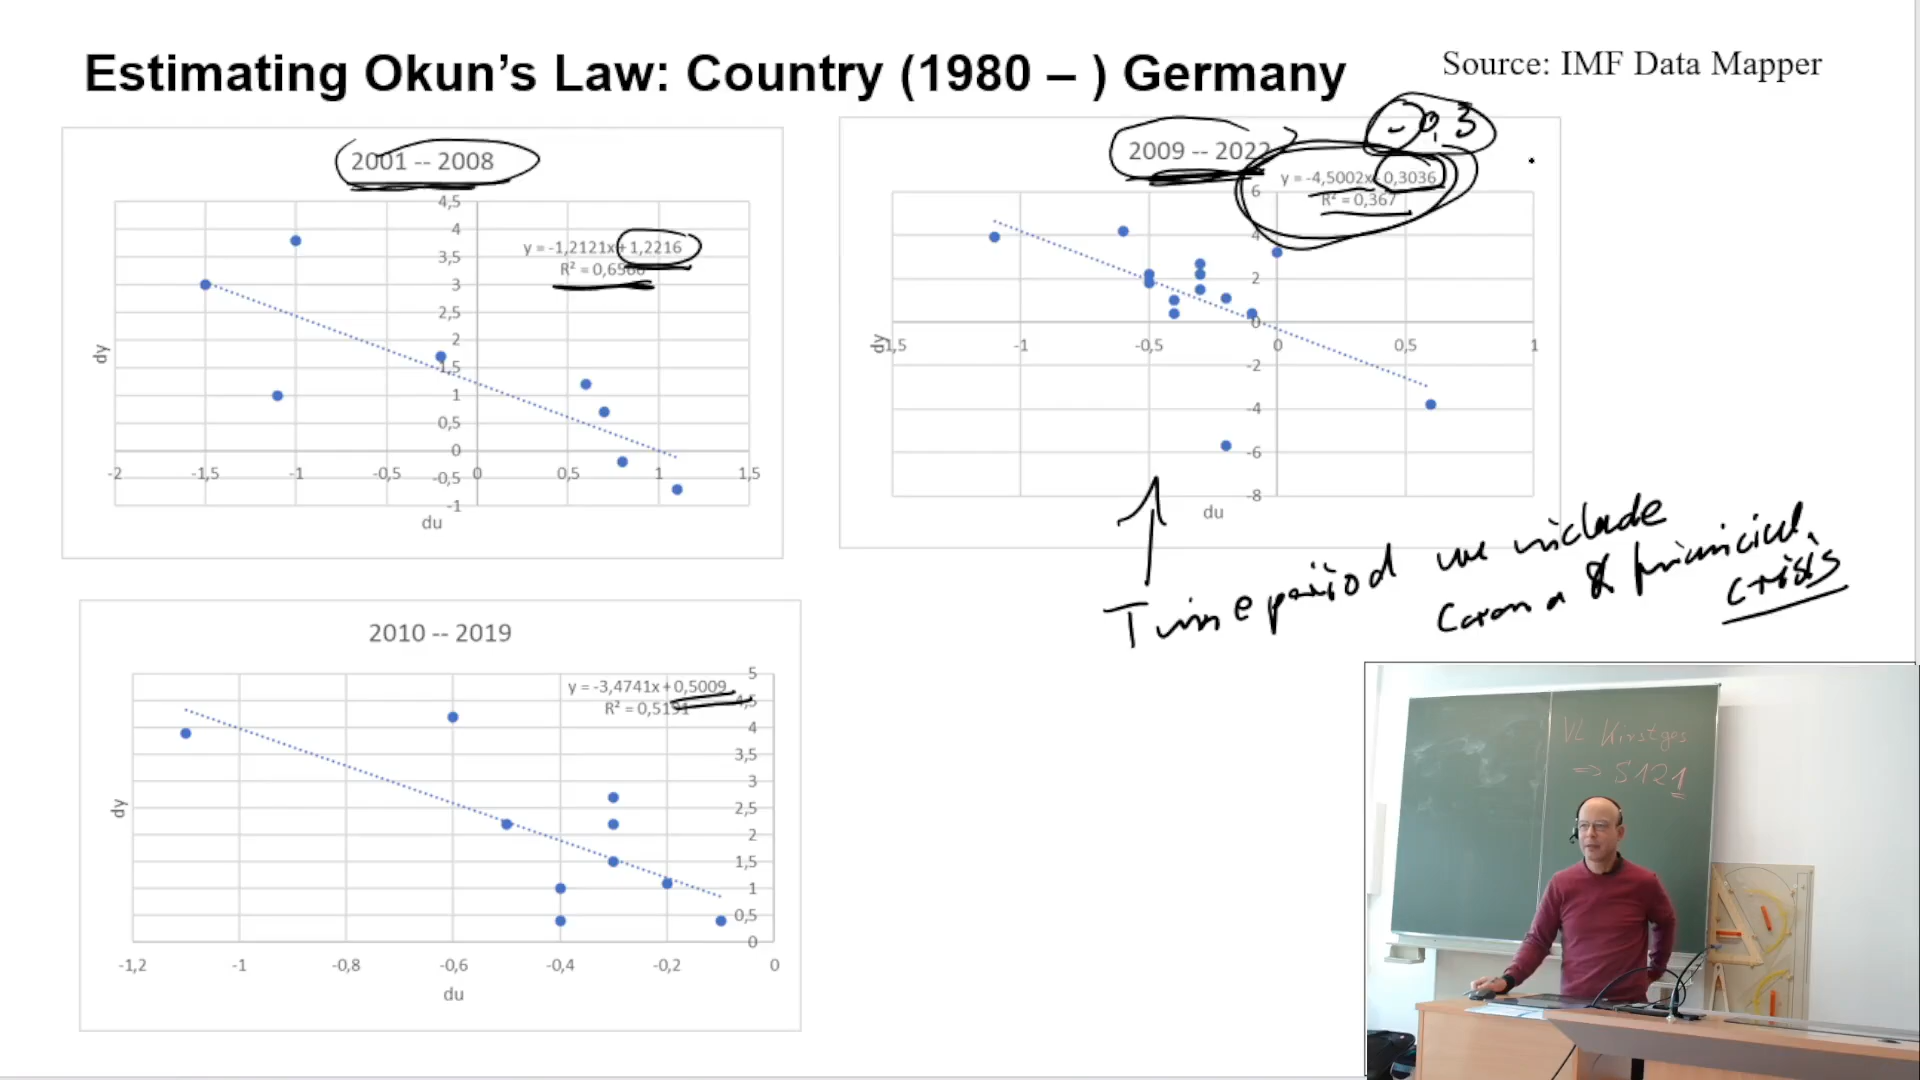 Estimating Okun's Law: Country (1980 – ) Germany
Source: IMF Data Mapper
2001 -- 2008
y = -1,2121x+1,2216
4,5
4
3,5
3
2,5
2
1,5
1
0,5
0
-0,5
-1
-2
-1,5
-1
-0,5
0
0,5
1
1,5
dy
du
-0,3
2009 -- 2022
y = -4,5002x-0,3036
R² = 0,367
6
4
2
0
-2
-4
-6
-8
-1,5
-1
-0,5
0
0,5
1
dy
du
Time period we include
Corona & financial
crisis
2010 -- 2019
y = -3,4741x+0,5009
R² = 0,5191
5
4,5
4
3,5
3
2,5
2
1,5
1
0,5
0
-1,2
-1
-0,8
-0,6
-0,4
-0,2
0
dy
du
VL Kirstges
=> S121